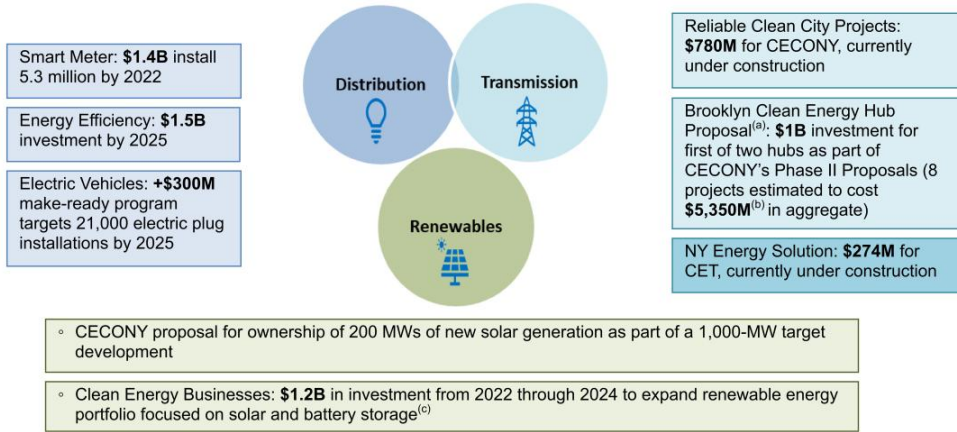 Smart Meter: $1.4B install
5.3 million by 2022
Energy Efficiency: $1.5B
investment by 2025
Electric Vehicles: +$300M
make-ready program
targets 21,000 electric plug
installations by 2025
Distribution
Transmission
Renewables
Reliable Clean City Projects:
$780M for CECONY, currently
under construction
Brooklyn Clean Energy Hub
Proposal(a): $1B investment for
first of two hubs as part of
CECONY's Phase II Proposals (8
projects estimated to cost
$5,350M(b) in aggregate)
NY Energy Solution: $274M for
CET, currently under construction
◦ CECONY proposal for ownership of 200 MWs of new solar generation as part of a 1,000-MW target
development
◦ Clean Energy Businesses: $1.2B in investment from 2022 through 2024 to expand renewable energy
portfolio focused on solar and battery storage(c)